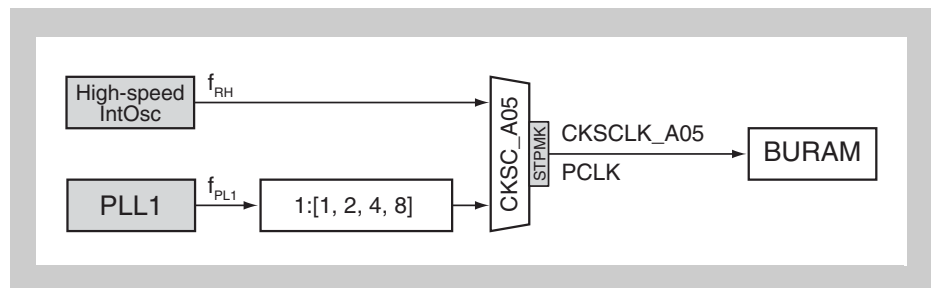 High-speed
IntOsc
fRH
CKSC_A05
STPMK
CKSCLK_A05
PCLK
BURAM
PLL1
fPL1
1:[1, 2, 4, 8]